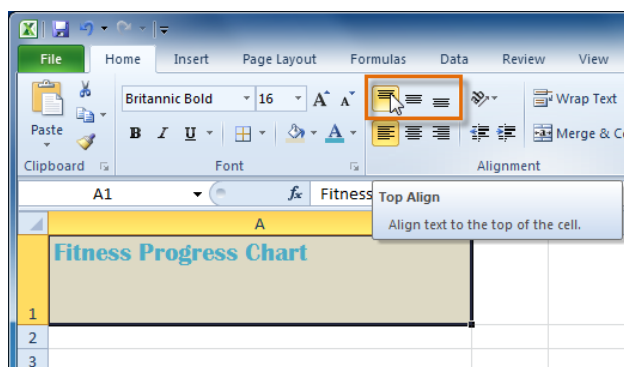 File Home Insert Page Layout Formulas Data Review View
Britannic Bold 16 A A Wrap Text
Paste B I U A Merge &
Clipboard Font Alignment
A1 fx Fitness
Top Align
Align text to the top of the cell.
A
Fitness Progress Chart
1
2
3